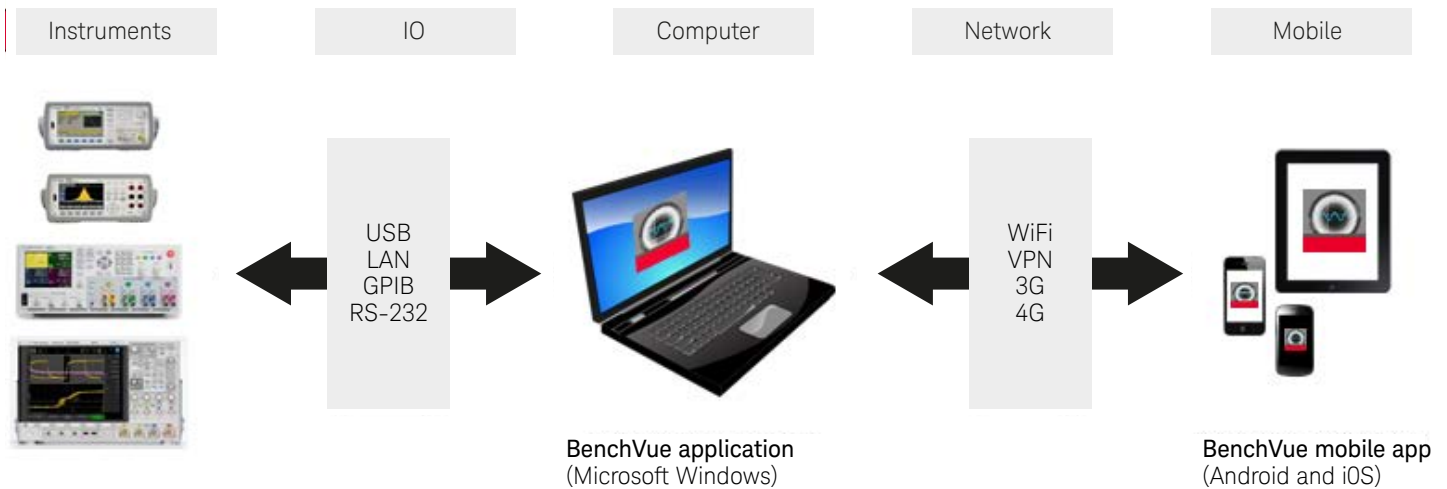 Instruments
IO
Computer
Network
Mobile
USB
LAN
GPIB
RS-232
WiFi
VPN
3G
4G
BenchVue application
(Microsoft Windows)
BenchVue mobile app
(Android and iOS)